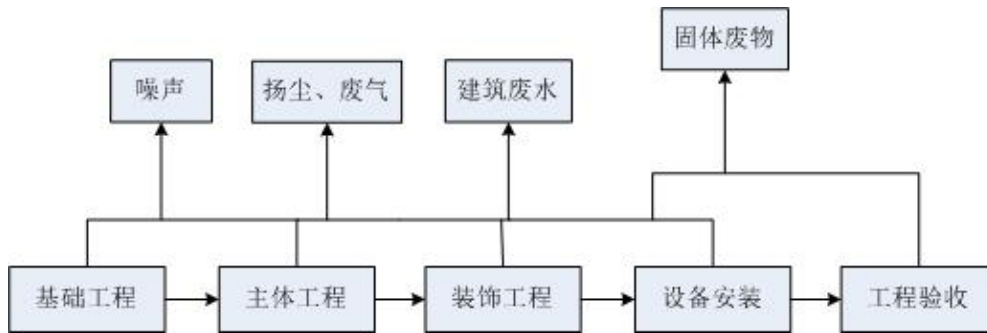 固体废物
噪声
扬尘、废气
建筑废水
基础工程
主体工程
装饰工程
设备安装
工程验收